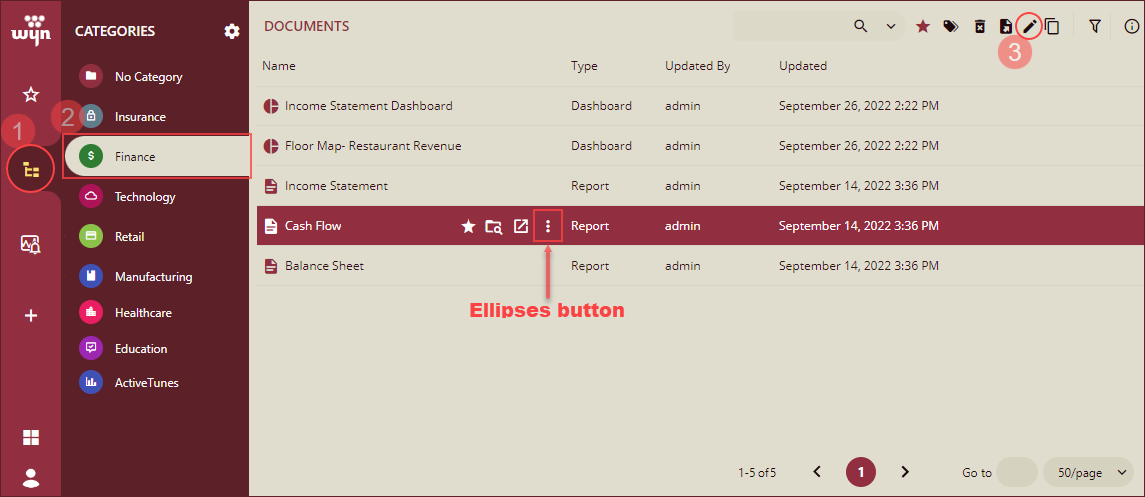 wyn
CATEGORIES
No Category
Insurance
Finance
Technology
Retail
Manufacturing
Healthcare
Education
ActiveTunes
1
2
DOCUMENTS
3
Name Type Updated By Updated
Income Statement Dashboard Dashboard admin September 26, 2022 2:22 PM
Floor Map- Restaurant Revenue Dashboard admin September 26, 2022 2:22 PM
Income Statement Report admin September 14, 2022 3:36 PM
Cash Flow Report admin September 14, 2022 3:36 PM
Balance Sheet Report admin September 14, 2022 3:36 PM
Ellipses button
1-5 of 5 1 Go to 50/page